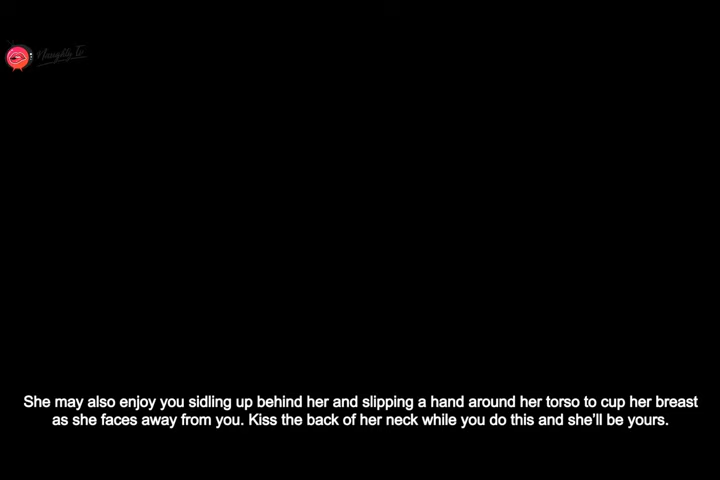 Naughty Tv
She may also enjoy you sidling up behind her and slipping a hand around her torso to cup her breast
as she faces away from you. Kiss the back of her neck while you do this and she'll be yours.